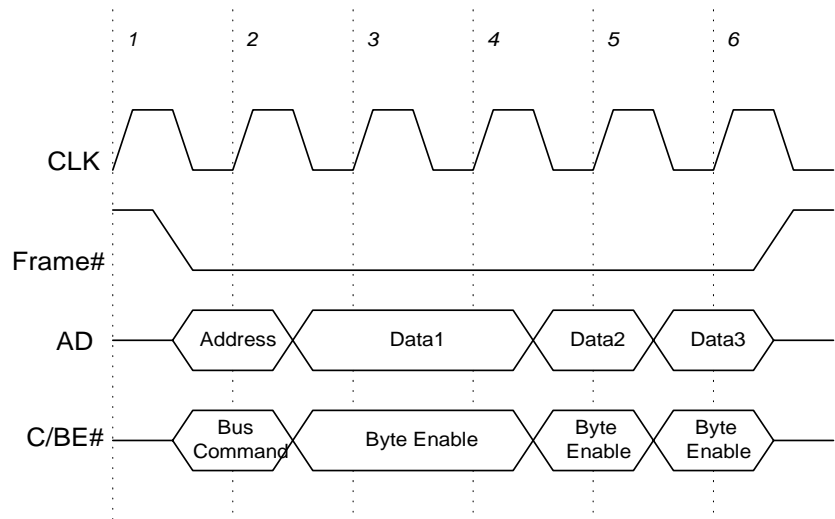 1 2 3 4 5 6
CLK
Frame#
AD Address Data1 Data2 Data3
C/BE# Bus Command Byte Enable Byte Enable Byte Enable